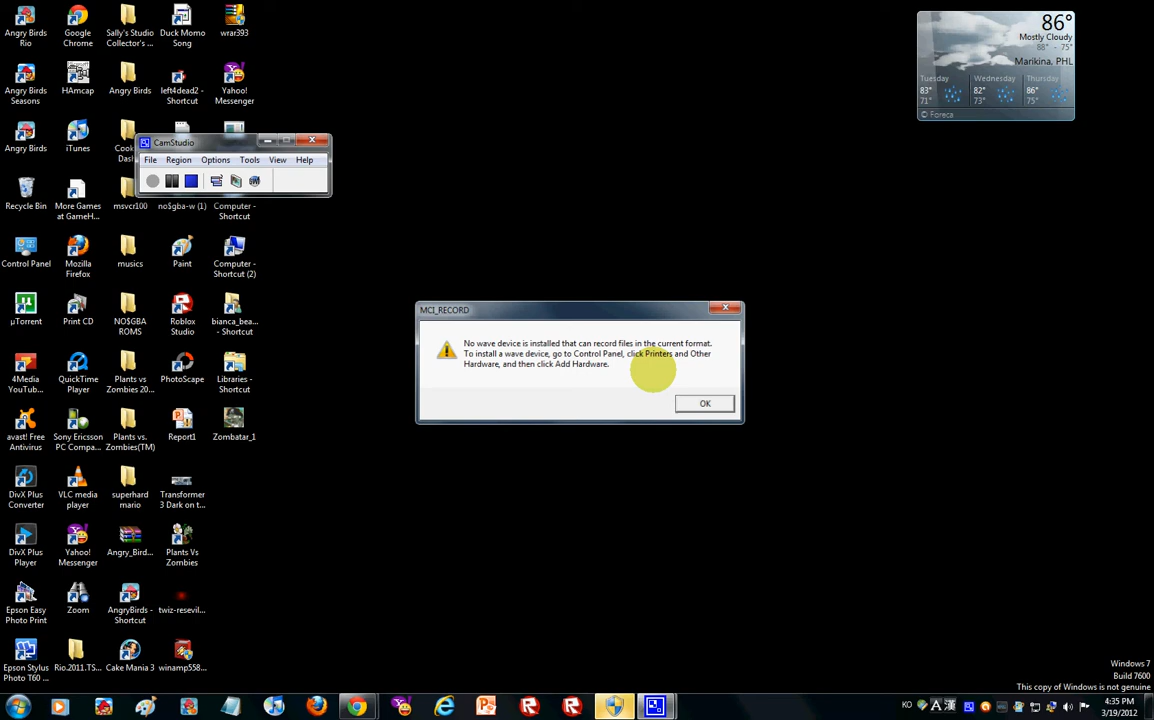 Angry Birds
Rio
Google
Chrome
Sally's Studio
Collector's ...
Duck Momo
Song
wrar393
Angry Birds
Seasons
HAmcap
Angry Birds
left4dead2 -
Shortcut
Yahoo!
Messenger
Angry Birds
iTunes
Cook
Dash
CamStudio
File Region Options Tools View Help
Recycle Bin
More Games
at GameH...
msvcr100
no$gba-w (1)
Computer -
Shortcut
Control Panel
Mozilla
Firefox
musics
Paint
Computer -
Shortcut (2)
µTorrent
Print CD
NO$GBA
ROMS
Roblox
Studio
bianca_bea...
- Shortcut
4Media
YouTub...
QuickTime
Player
Plants vs
Zombies 20...
PhotoScape
Libraries -
Shortcut
avast! Free
Antivirus
Sony Ericsson
PC Compa...
Plants vs.
Zombies(TM)
Report1
Zombatar_1
DivX Plus
Converter
VLC media
player
superhard
mario
Transformer
3 Dark on t...
DivX Plus
Player
Yahoo!
Messenger
Angry_Bird...
Plants Vs
Zombies
Epson Easy
Photo Print
Zoom
AngryBirds -
Shortcut
twiz-resevil...
Epson Stylus
Photo T60 ...
Rio.2011.TS...
Cake Mania 3
winamp558...
MCI_RECORD
No wave device is installed that can record files in the current format.
To install a wave device, go to Control Panel, click Printers and Other
Hardware, and then click Add Hardware.
OK
86°
Mostly Cloudy
88° - 75°
Marikina, PHL
Tuesday Wednesday Thursday
83° 82° 86°
71° 73° 75°
© Foreca
Windows 7
Build 7600
This copy of Windows is not genuine
KO A 漢
4:35 PM
3/19/2012